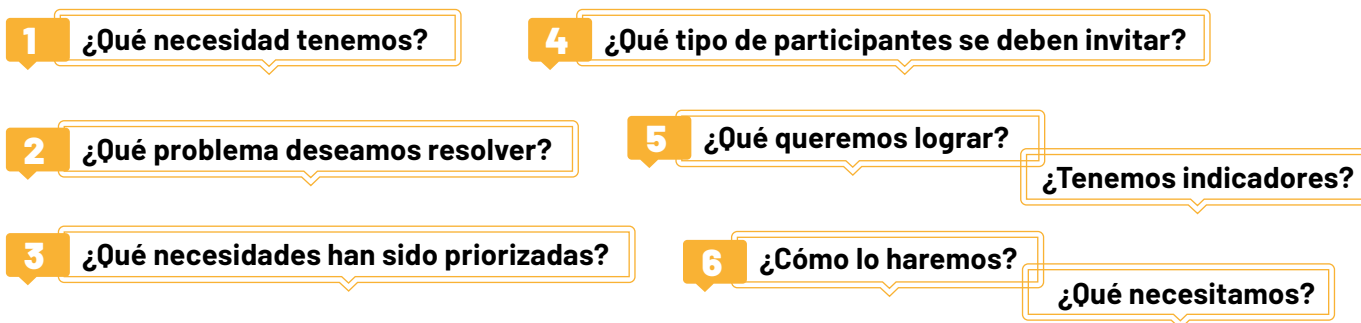 1 ¿Qué necesidad tenemos?
2 ¿Qué problema deseamos resolver?
3 ¿Qué necesidades han sido priorizadas?
4 ¿Qué tipo de participantes se deben invitar?
5 ¿Qué queremos lograr?
¿Tenemos indicadores?
6 ¿Cómo lo haremos?
¿Qué necesitamos?